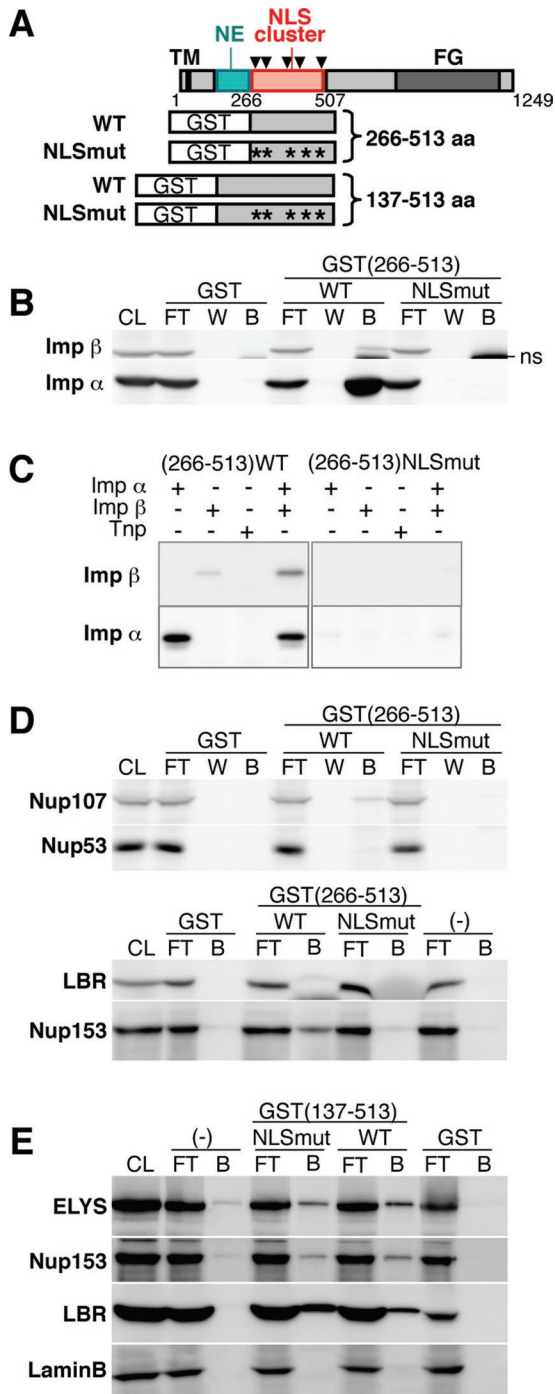 A
NE
NLS cluster
TM
FG
1 266 507 1249
WT GST
NLSmut GST ** * * *
266-513 aa
WT GST
NLSmut GST ** * * *
137-513 aa
B
GST(266-513)
GST WT NLSmut
CL FT W B FT W B FT W B
Imp β
ns
Imp α
C
(266-513)WT (266-513)NLSmut
Imp α + - - + + - - +
Imp β - + - + - + - +
Tnp - - + - - - + -
Imp β
Imp α
D
GST(266-513)
GST WT NLSmut
CL FT W B FT W B FT W B
Nup107
Nup53
GST(266-513)
GST WT NLSmut (-)
CL FT B FT B FT B FT B
LBR
Nup153
E
GST(137-513)
(-) NLSmut WT GST
CL FT B FT B FT B FT B
ELYS
Nup153
LBR
LaminB